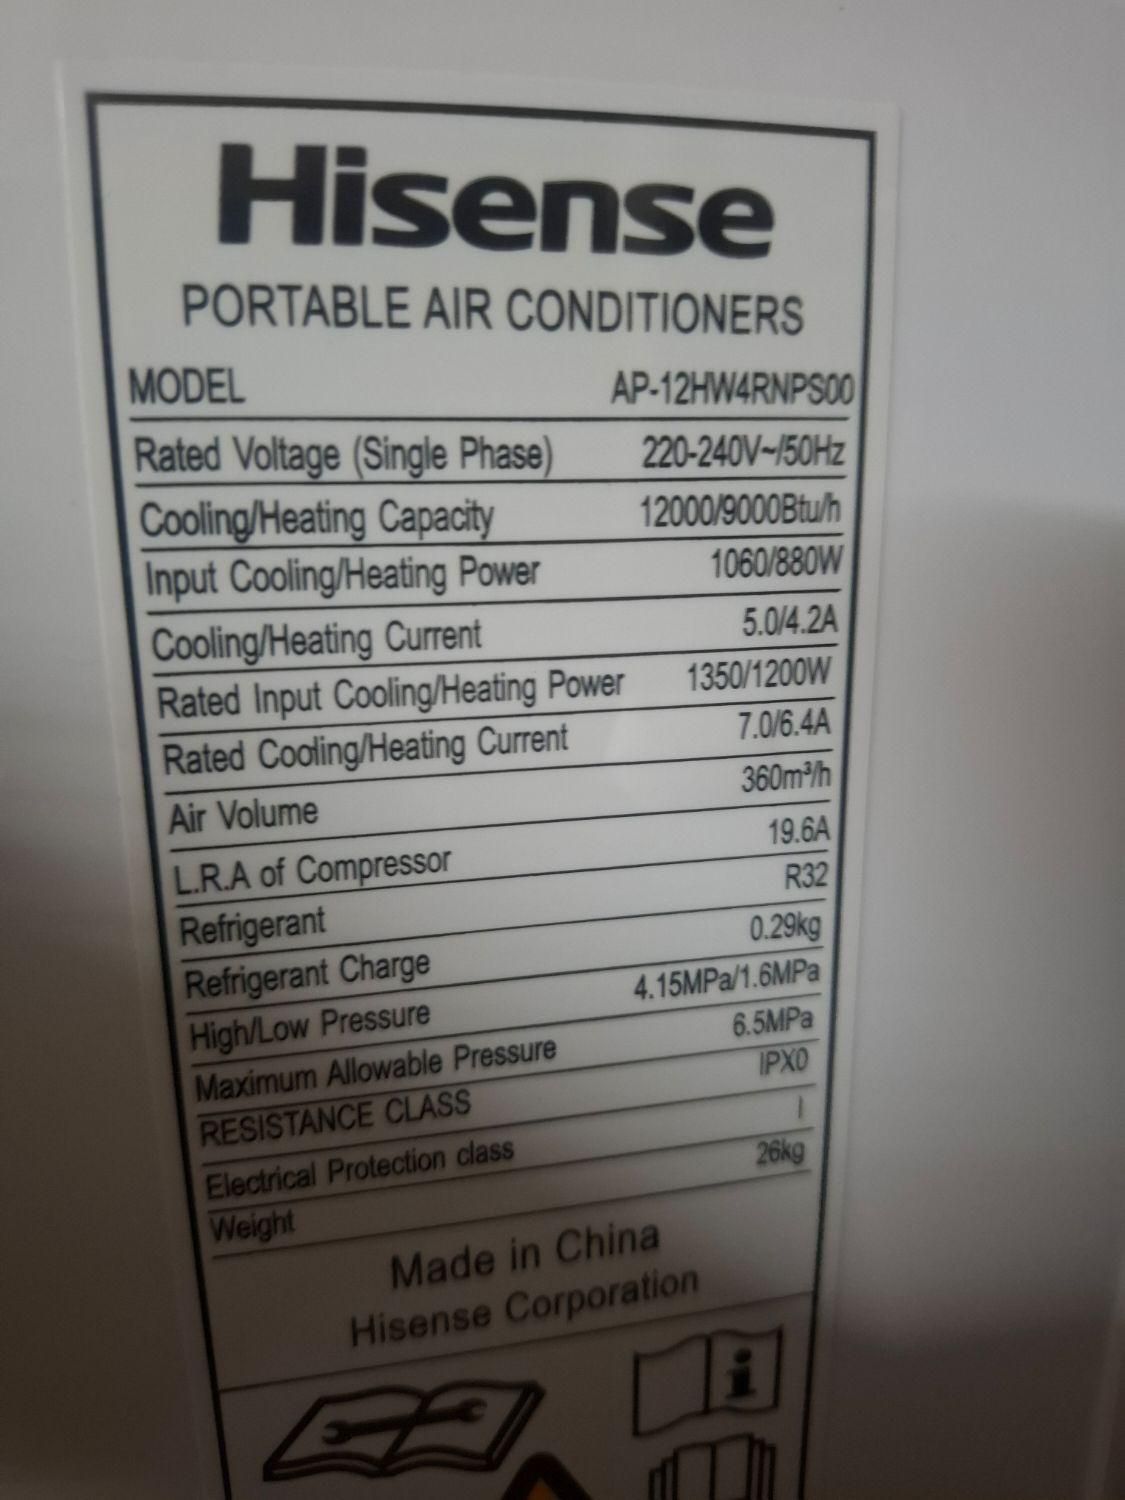 Hisense
PORTABLE AIR CONDITIONERS
MODEL AP-12HW4RNPS00
Rated Voltage (Single Phase) 220-240V~/50Hz
Cooling/Heating Capacity 12000/9000Btu/h
Input Cooling/Heating Power 1060/880W
Cooling/Heating Current 5.0/4.2A
Rated Input Cooling/Heating Power 1350/1200W
Rated Cooling/Heating Current 7.0/6.4A
Air Volume 360m³/h
L.R.A of Compressor 19.6A
Refrigerant R32
Refrigerant Charge 0.29kg
High/Low Pressure 4.15MPa/1.6MPa
Maximum Allowable Pressure 6.5MPa
RESISTANCE CLASS IPX0
Electrical Protection class I
Weight 26kg
Made in China
Hisense Corporation